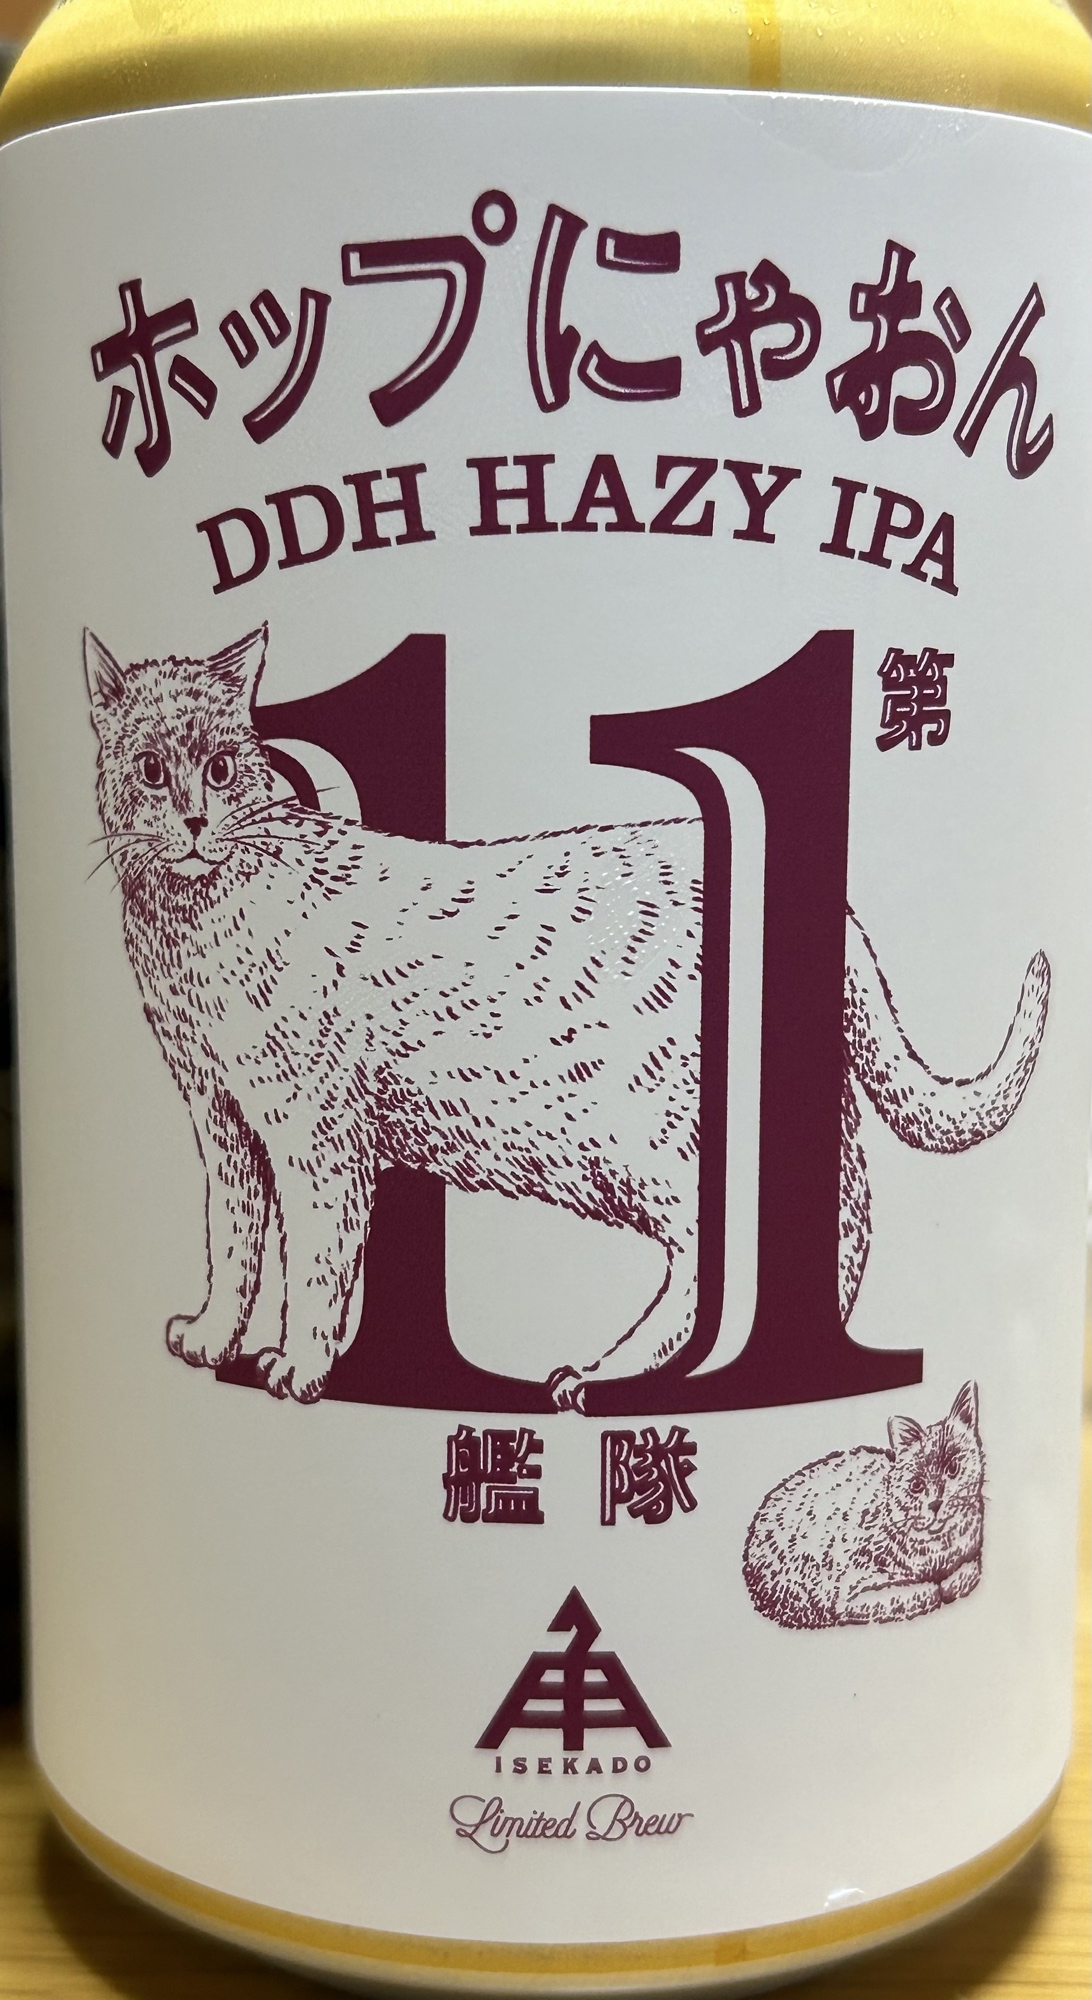 ホップにゃおん
DDH HAZY IPA
第
11
艦隊
ISEKADO
Limited Brew